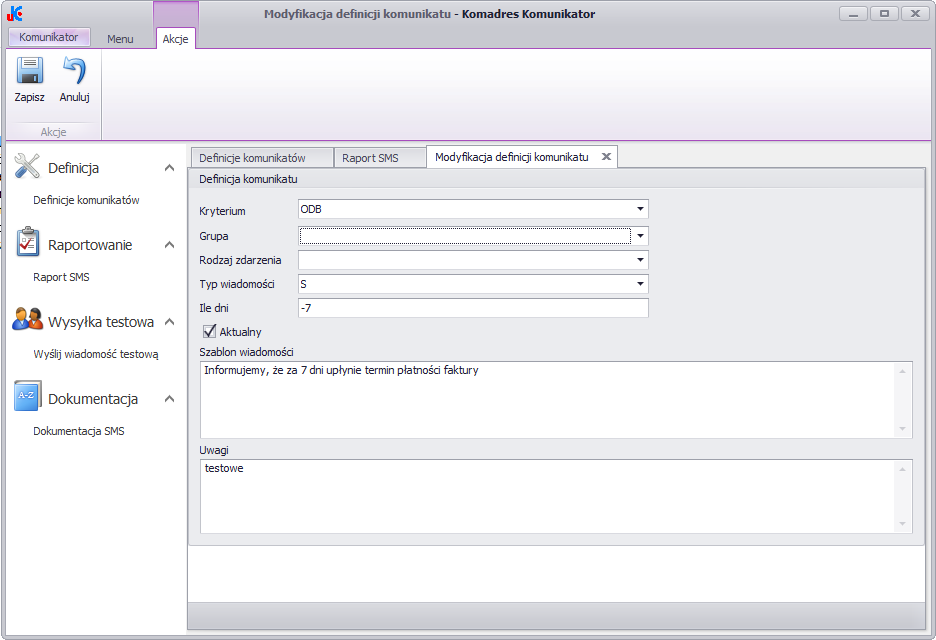 Modyfikacja definicji komunikatu - Komadres Komunikator
Komunikator
Menu
Akcje
Zapisz
Anuluj
Akcje
Definicja
Definicje komunikatów
Raportowanie
Raport SMS
Wysyłka testowa
Wyślij wiadomość testową
A-Z
Dokumentacja
Dokumentacja SMS
Definicje komunikatów
Raport SMS
Modyfikacja definicji komunikatu
Definicja komunikatu
Kryterium
ODB
Grupa
Rodzaj zdarzenia
Typ wiadomości
S
Ile dni
-7
Aktualny
Szablon wiadomości
Informujemy, że za 7 dni upłynie termin płatności faktury
Uwagi
testowe